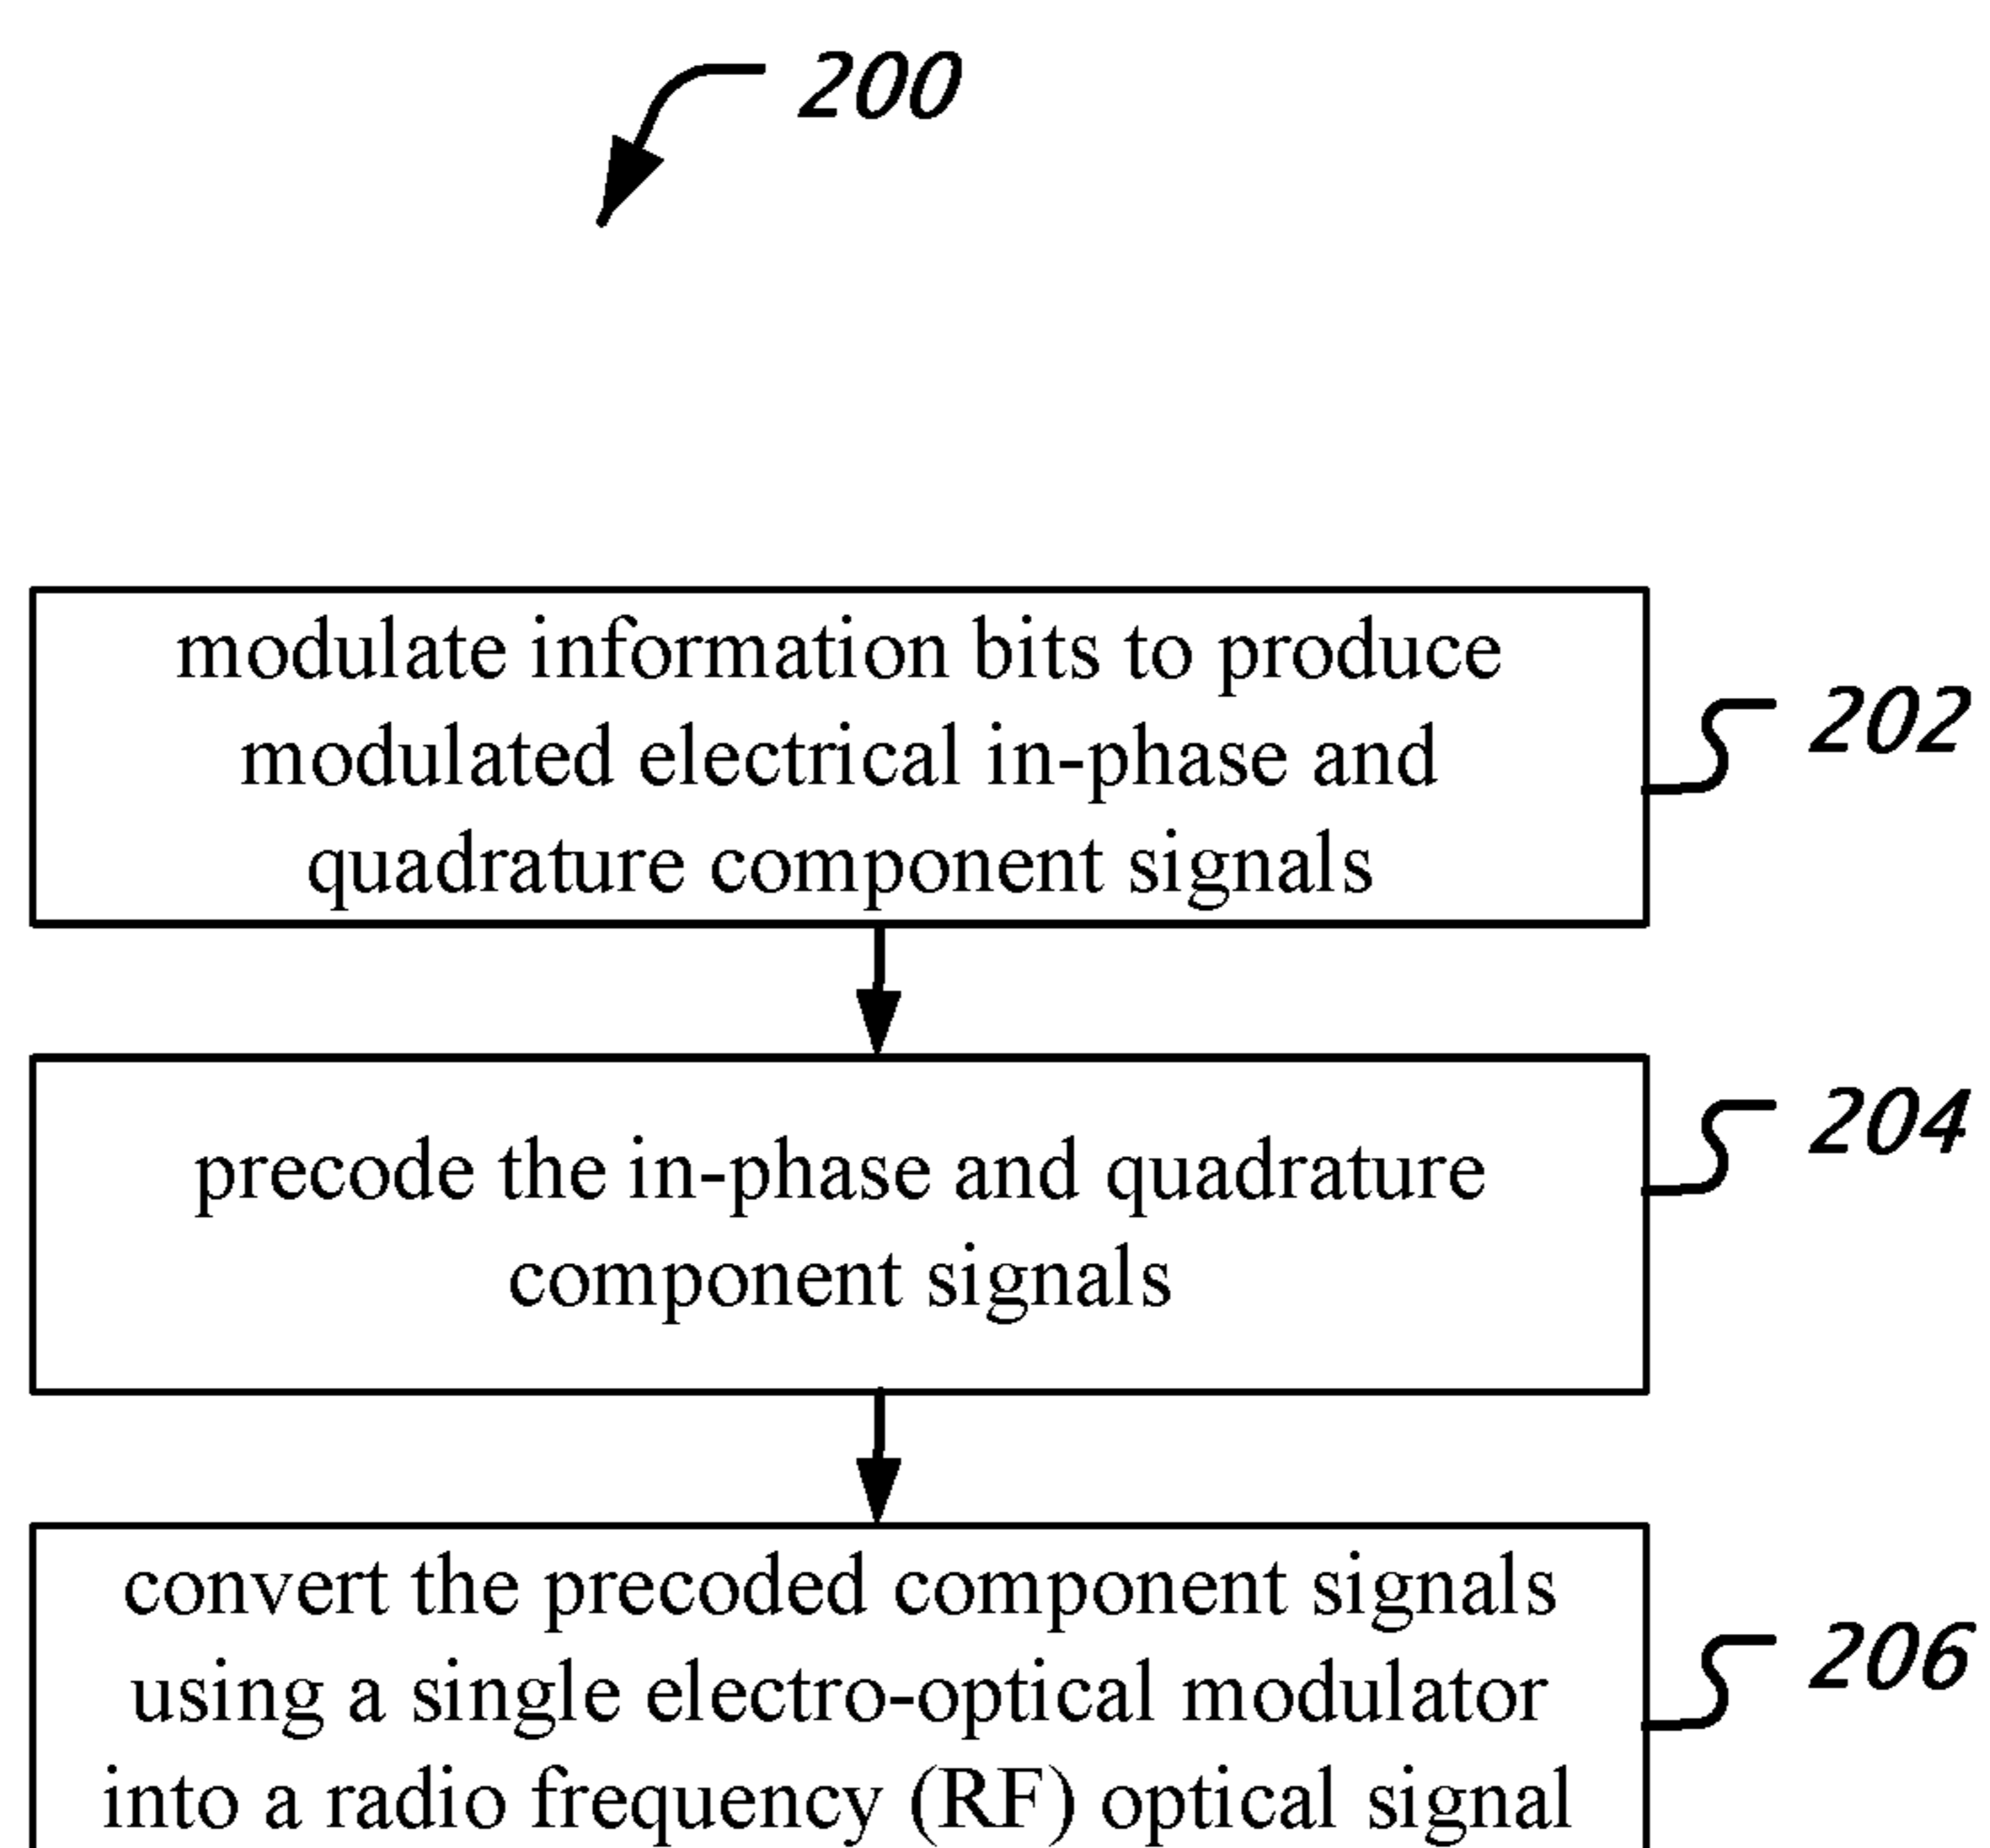 200
modulate information bits to produce
modulated electrical in-phase and
quadrature component signals
202
precode the in-phase and quadrature
component signals
204
convert the precoded component signals
using a single electro-optical modulator
into a radio frequency (RF) optical signal
206